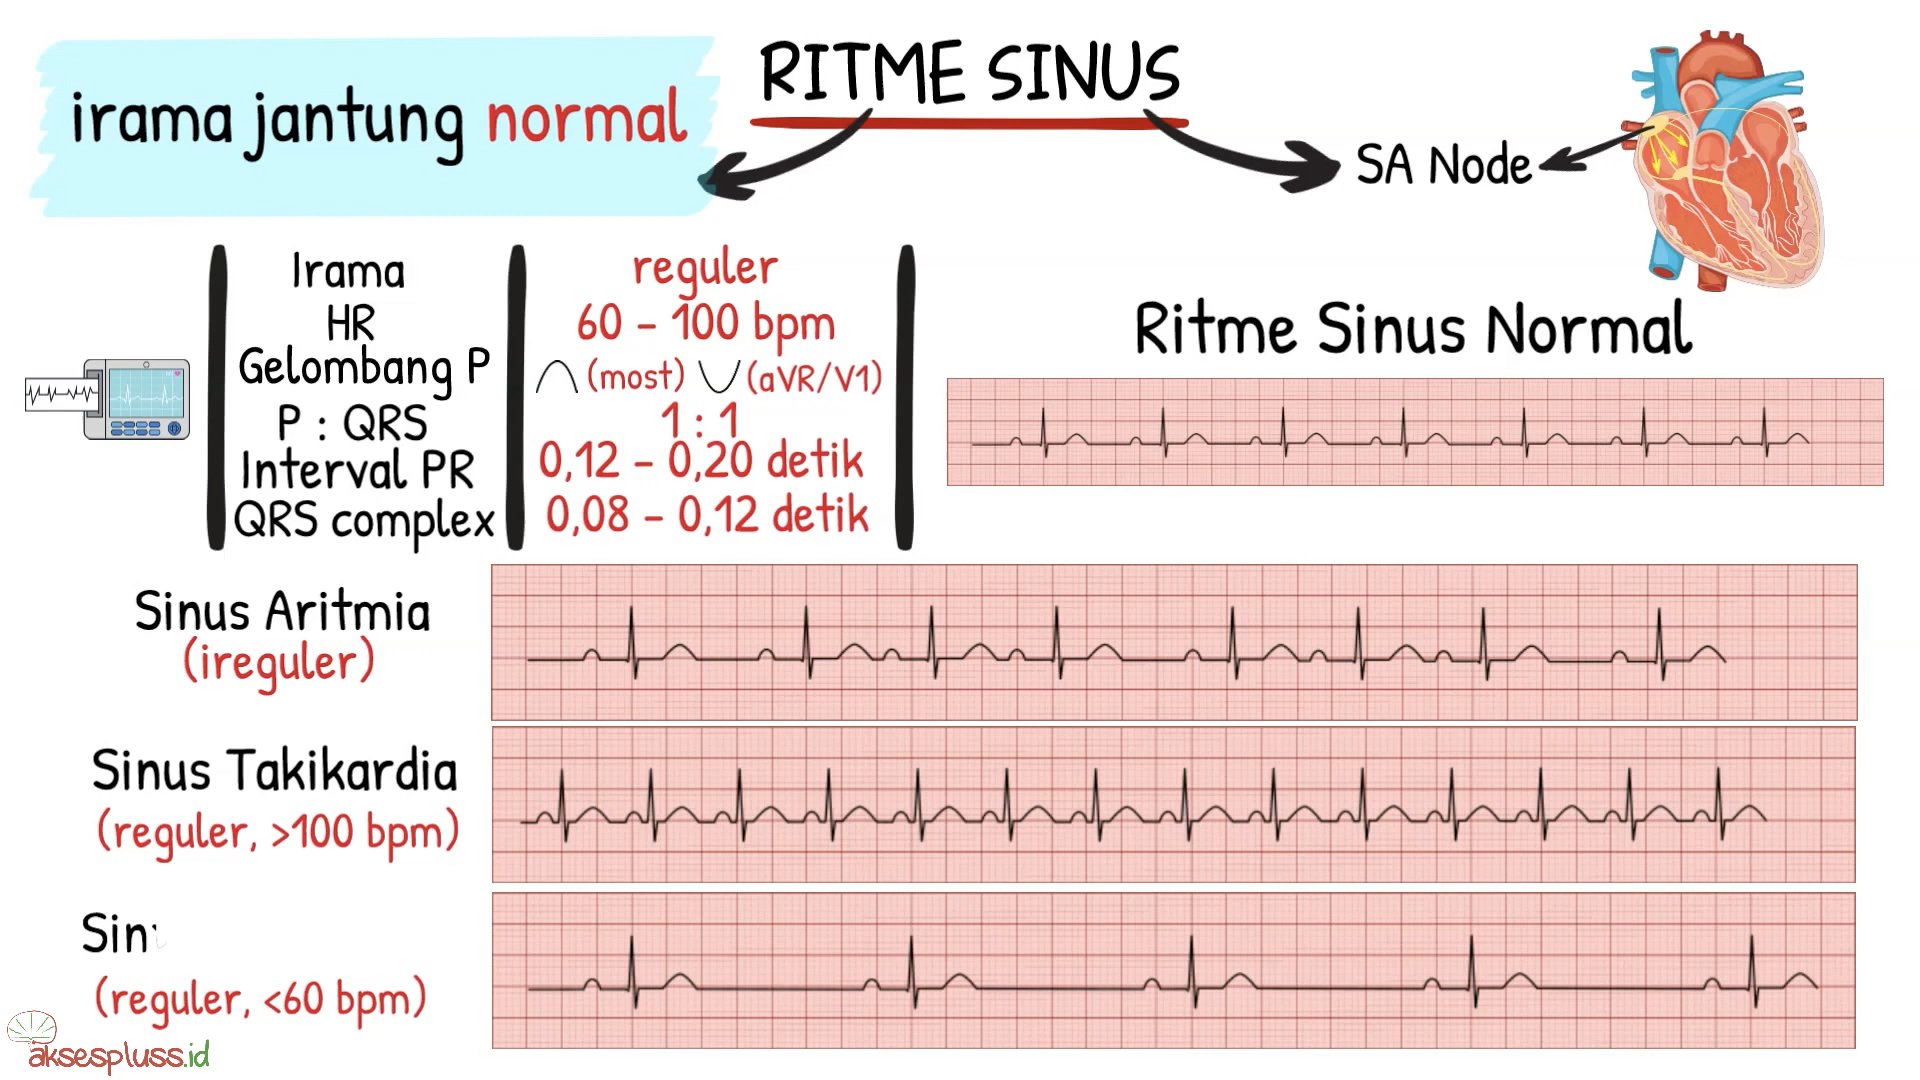 RITME SINUS
irama jantung normal
SA Node
Irama reguler
HR 60 - 100 bpm
Gelombang P (most) (aVR/V1)
P : QRS 1 : 1
Interval PR 0,12 - 0,20 detik
QRS complex 0,08 - 0,12 detik
Ritme Sinus Normal
Sinus Aritmia
(ireguler)
Sinus Takikardia
(reguler, >100 bpm)
Sin
(reguler, <60 bpm)
aksespluss.id